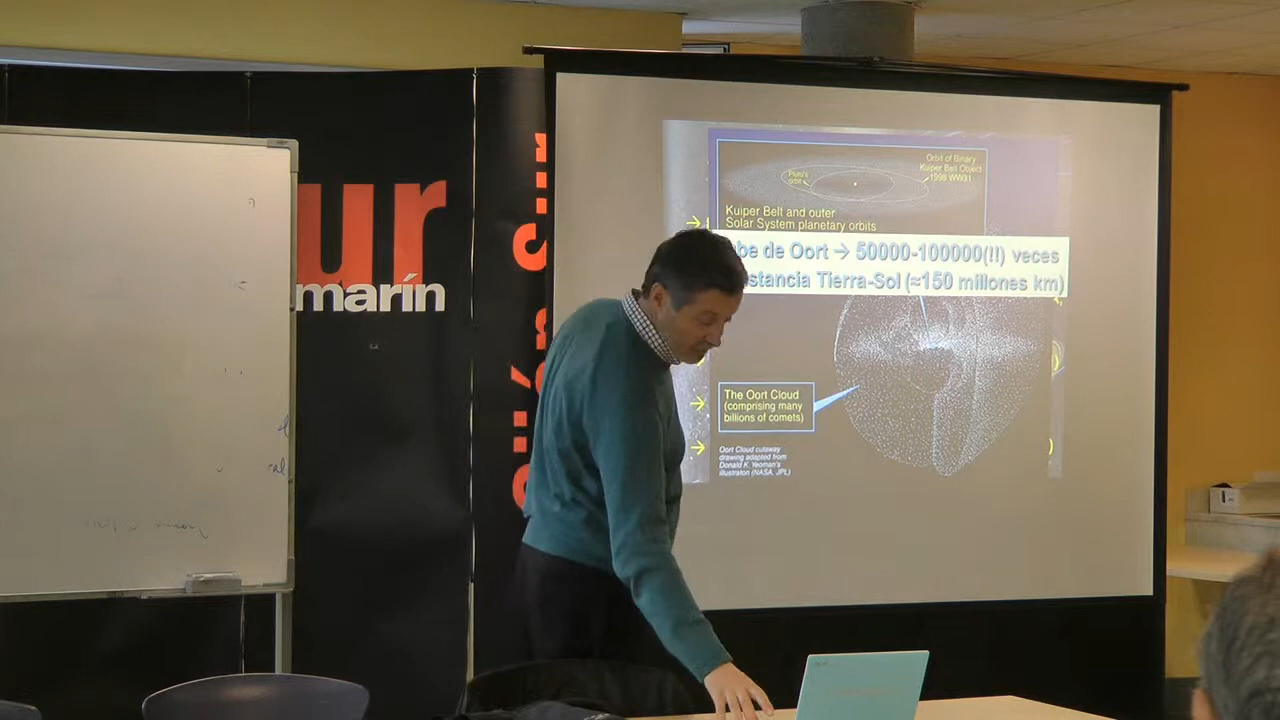 ur
marín
Pluto's
orbit
Orbit of Binary
Kuiper Belt Object
1998 WW31
Kuiper Belt and outer
Solar System planetary orbits
be de Oort → 50000-100000(!!) veces
stancia Tierra-Sol (≈150 millones km)
The Oort Cloud
(comprising many
billions of comets)
Oort Cloud cutaway
drawing adapted from
Donald K. Yeoman's
illustration (NASA, JPL)